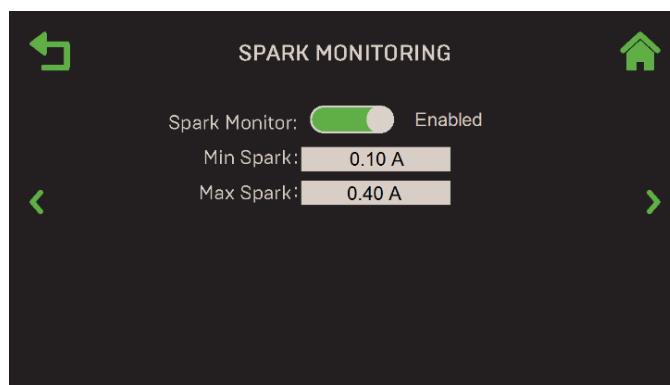 SPARK MONITORING
Spark Monitor: Enabled
Min Spark: 0.10 A
Max Spark: 0.40 A